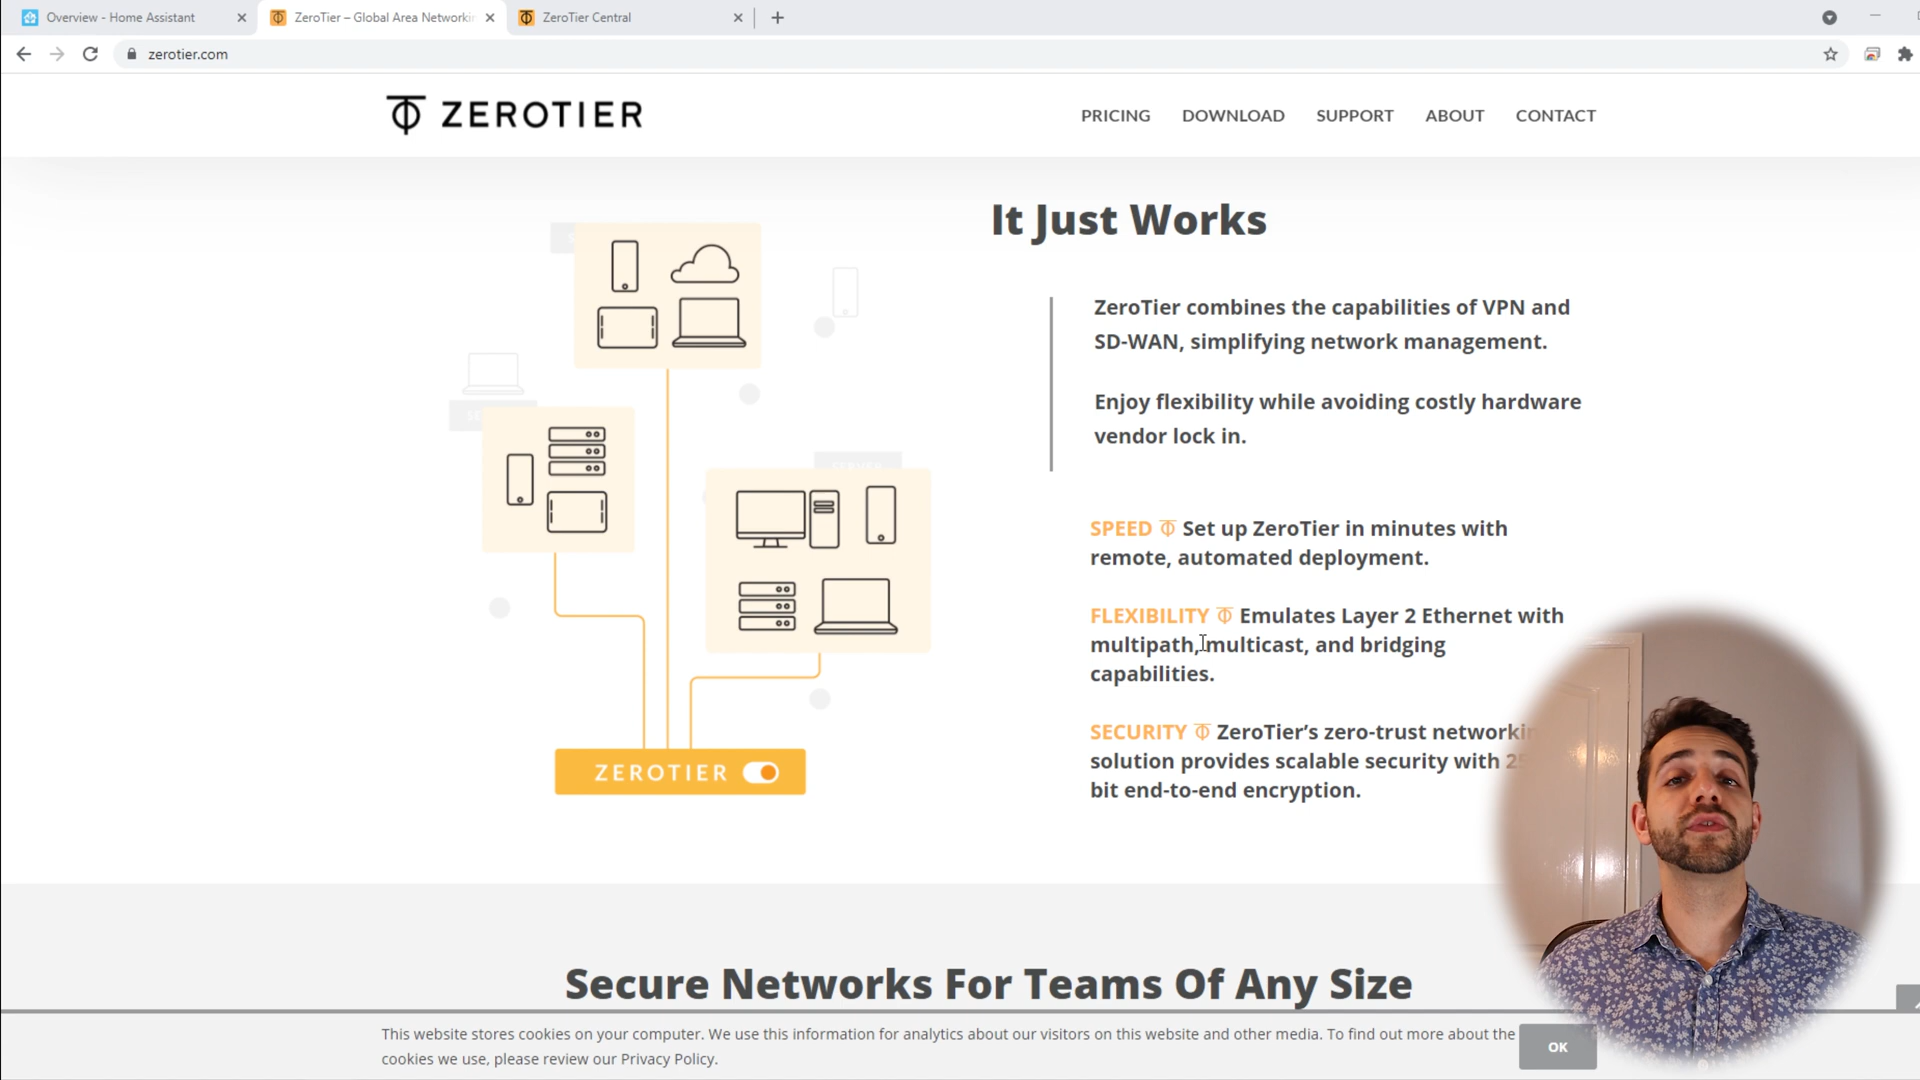 Overview - Home Assistant
ZeroTier – Global Area Networkin
ZeroTier Central
zerotier.com
ZEROTIER
PRICING
DOWNLOAD
SUPPORT
ABOUT
CONTACT
It Just Works
ZeroTier combines the capabilities of VPN and
SD-WAN, simplifying network management.
Enjoy flexibility while avoiding costly hardware
vendor lock in.
SPEED Set up ZeroTier in minutes with
remote, automated deployment.
FLEXIBILITY Emulates Layer 2 Ethernet with
multipath, multicast, and bridging
capabilities.
SECURITY ZeroTier’s zero-trust networkin
solution provides scalable security with 25
bit end-to-end encryption.
ZEROTIER
Secure Networks For Teams Of Any Size
This website stores cookies on your computer. We use this information for analytics about our visitors on this website and other media. To find out more about the
cookies we use, please review our Privacy Policy.
OK